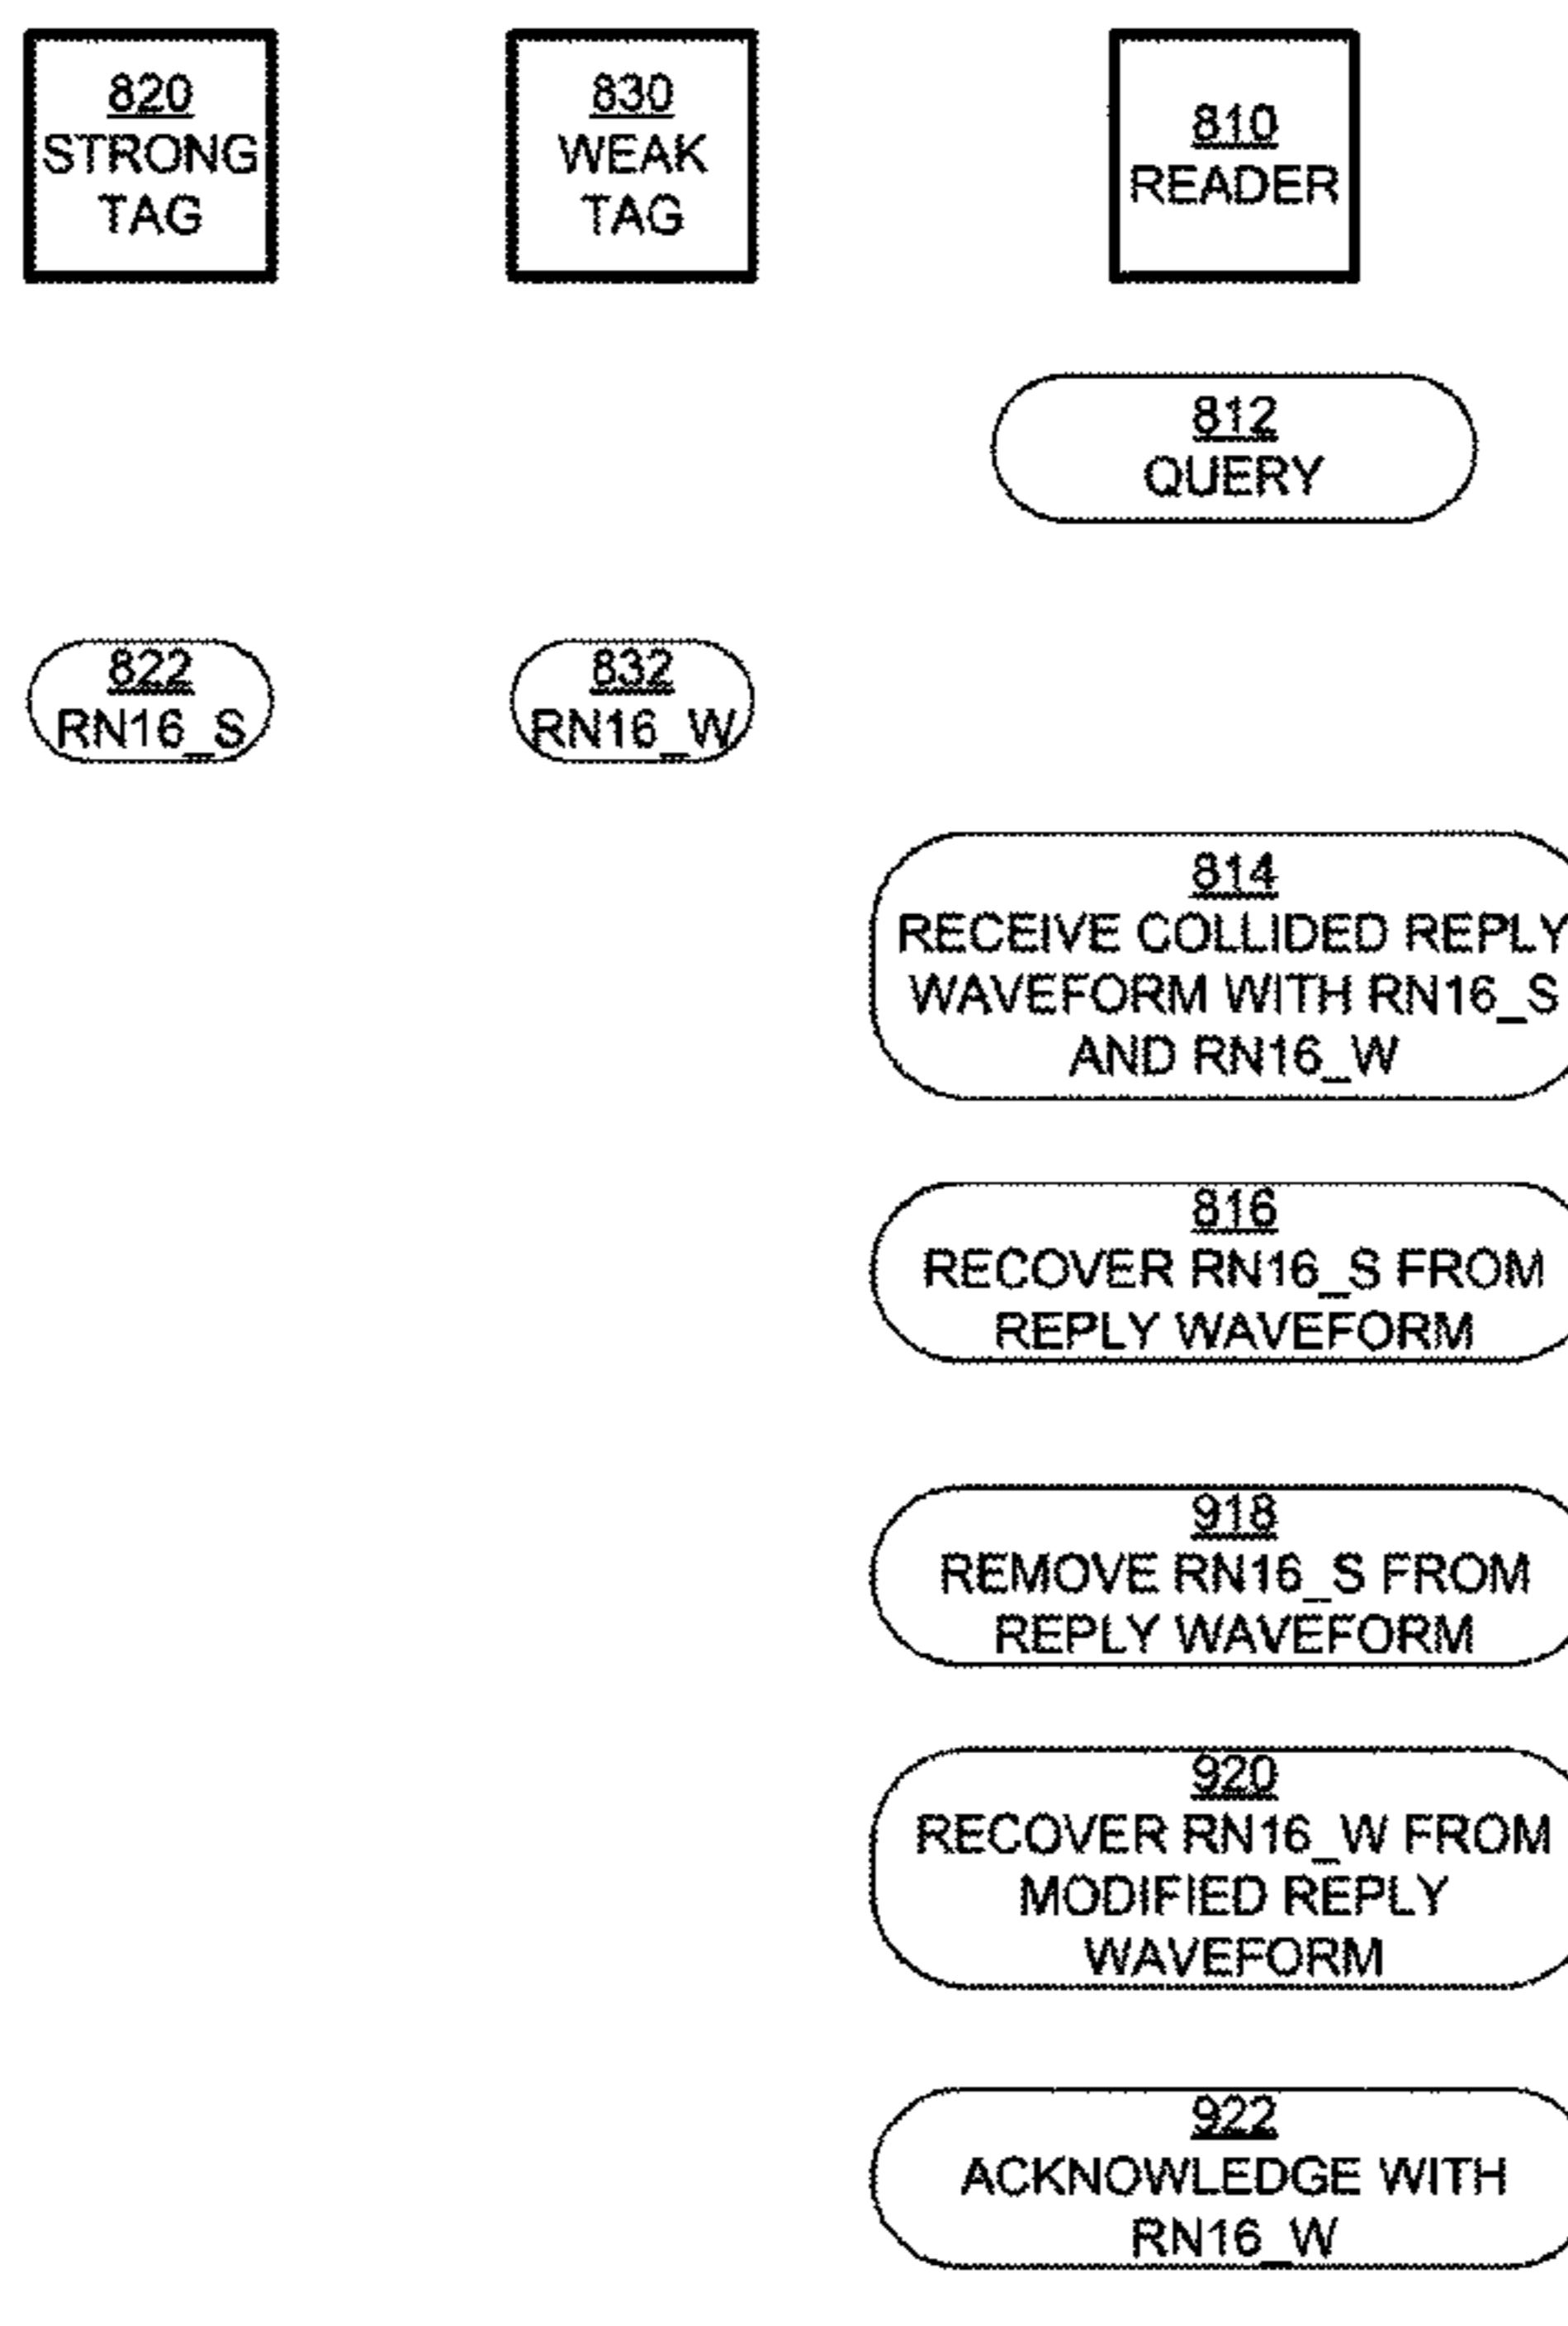 820
STRONG
TAG
830
WEAK
TAG
810
READER
812
QUERY
822
RN16_S
832
RN16_W
814
RECEIVE COLLIDED REPLY
WAVEFORM WITH RN16_S
AND RN16_W
816
RECOVER RN16_S FROM
REPLY WAVEFORM
918
REMOVE RN16_S FROM
REPLY WAVEFORM
920
RECOVER RN16_W FROM
MODIFIED REPLY
WAVEFORM
922
ACKNOWLEDGE WITH
RN16_W